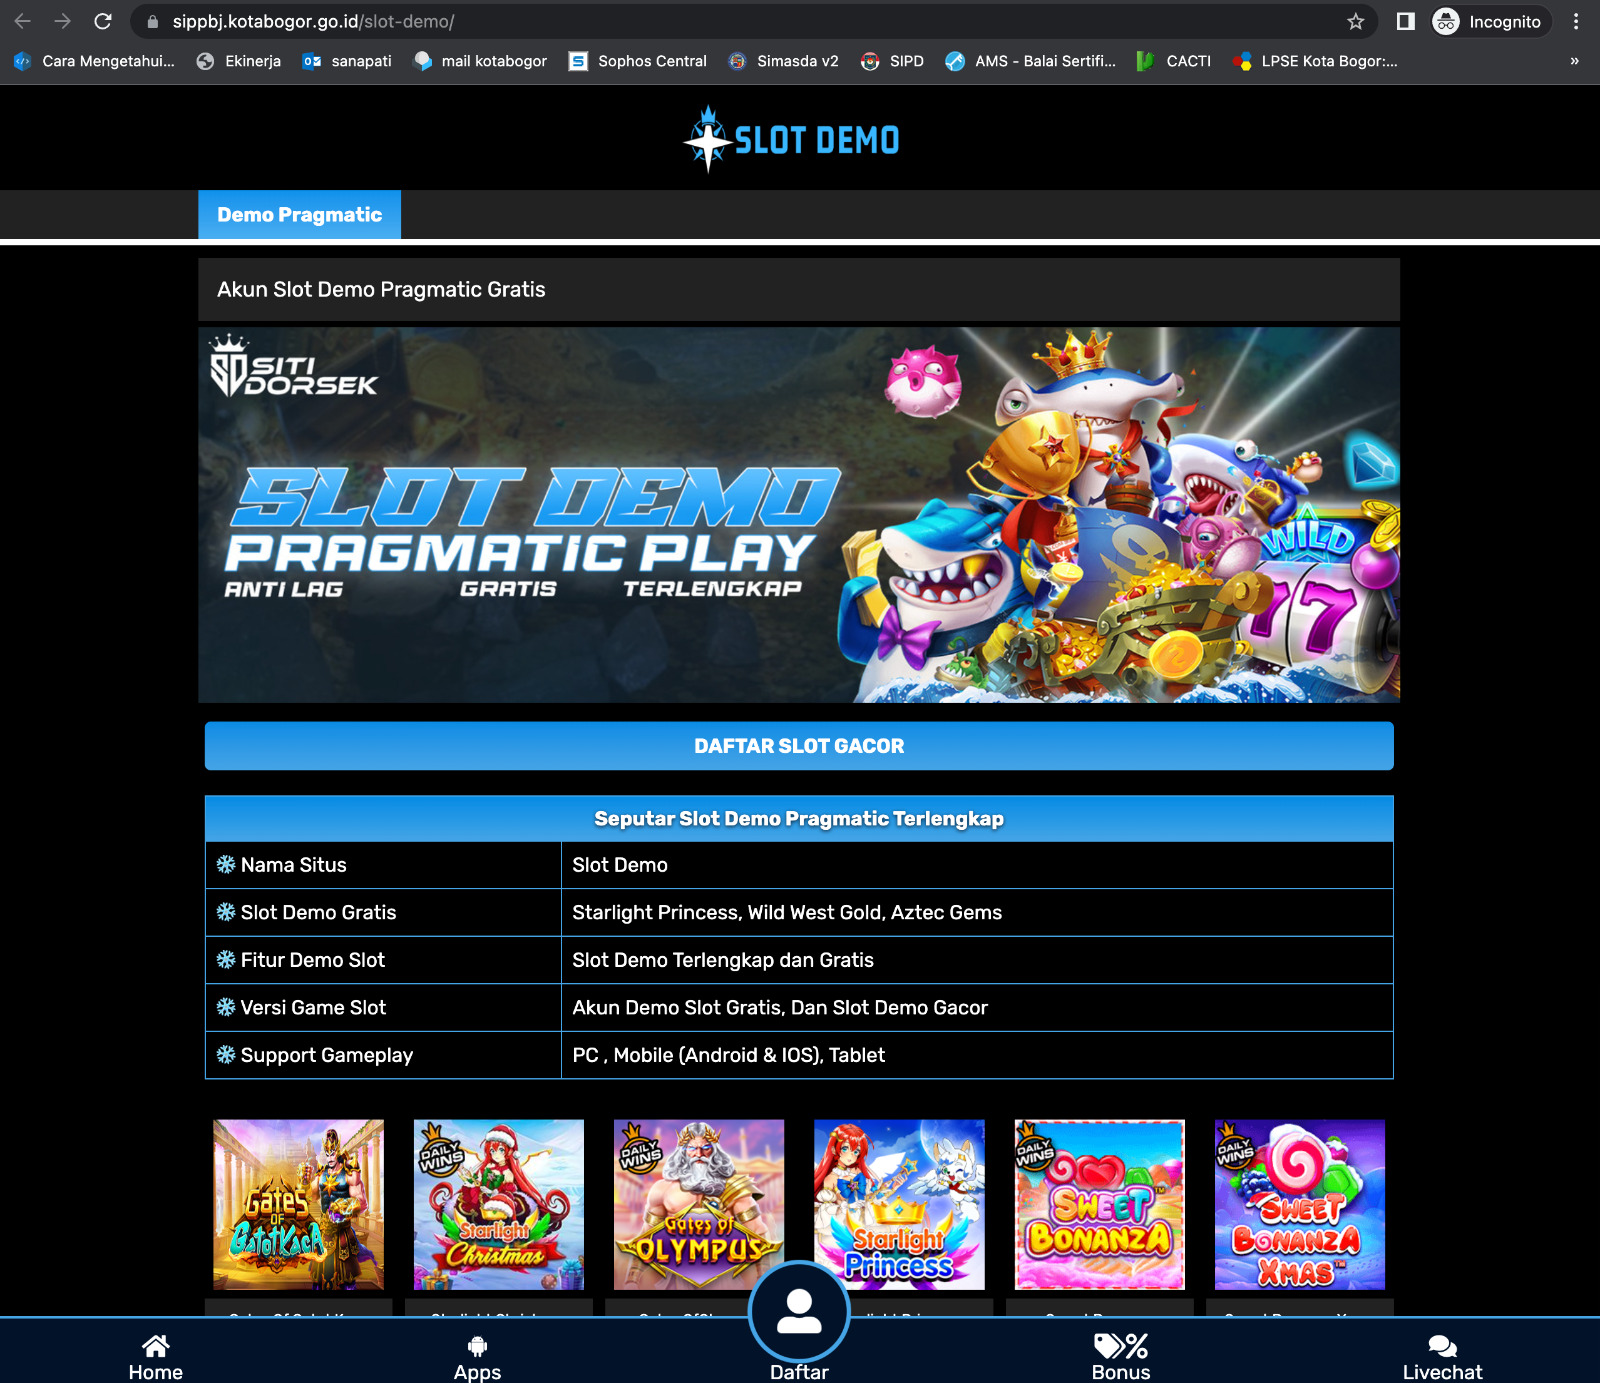 sippbj.kotabogor.go.id/slot-demo/
Incognito
Cara Mengetahui...
Ekinerja
sanapati
mail kotabogor
Sophos Central
Simasda v2
SIPD
AMS - Balai Sertifi...
CACTI
LPSE Kota Bogor:...
»
SLOT DEMO
Demo Pragmatic
Akun Slot Demo Pragmatic Gratis
SITI
DORSEK
SLOT DEMO
PRAGMATIC PLAY
ANTI LAG GRATIS TERLENGKAP
WILD
77
DAFTAR SLOT GACOR
Seputar Slot Demo Pragmatic Terlengkap
Nama Situs Slot Demo
Slot Demo Gratis Starlight Princess, Wild West Gold, Aztec Gems
Fitur Demo Slot Slot Demo Terlengkap dan Gratis
Versi Game Slot Akun Demo Slot Gratis, Dan Slot Demo Gacor
Support Gameplay PC , Mobile (Android & IOS), Tablet
Gates
OF
GatotKaca
DAILY
WINS
Starlight
Christmas
DAILY
WINS
Gates of
OLYMPUS
Starlight
Princess
DAILY
WINS
SWEET
BONANZA
DAILY
WINS
SWEET
BONANZA
XMAS
Home
Apps
Daftar
Bonus
Livechat